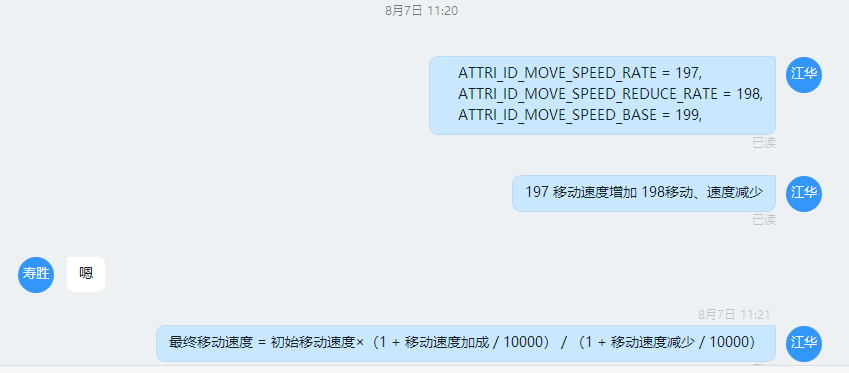 8月7日 11:20
ATTRI_ID_MOVE_SPEED_RATE = 197,
ATTRI_ID_MOVE_SPEED_REDUCE_RATE = 198,
ATTRI_ID_MOVE_SPEED_BASE = 199,
江华
已读
197 移动速度增加 198移动、速度减少
江华
已读
寿胜
嗯
8月7日 11:21
最终移动速度 = 初始移动速度×（1 + 移动速度加成 / 10000） / （1 + 移动速度减少 / 10000）
江华